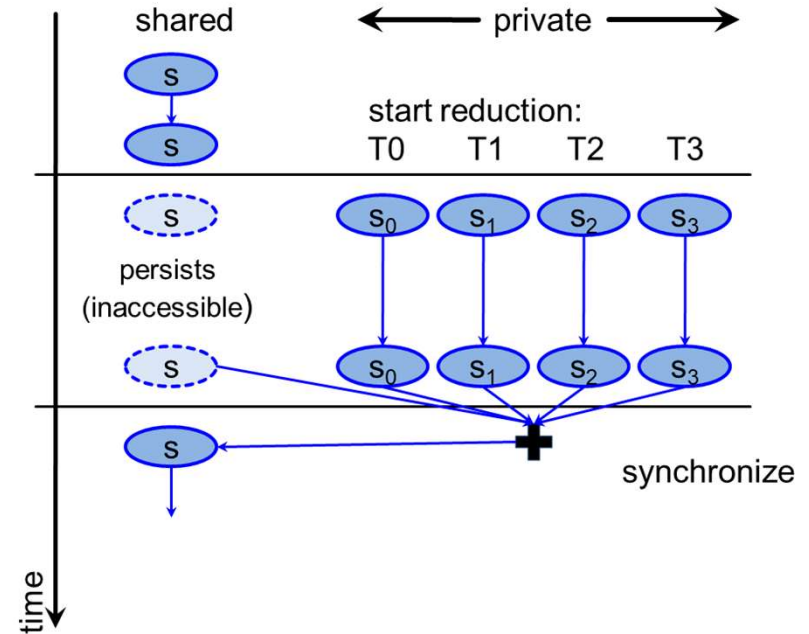 shared
private
s
start reduction:
s
T0 T1 T2 T3
s
s₀ s₁ s₂ s₃
persists
(inaccessible)
s
s₀ s₁ s₂ s₃
s
synchronize
time